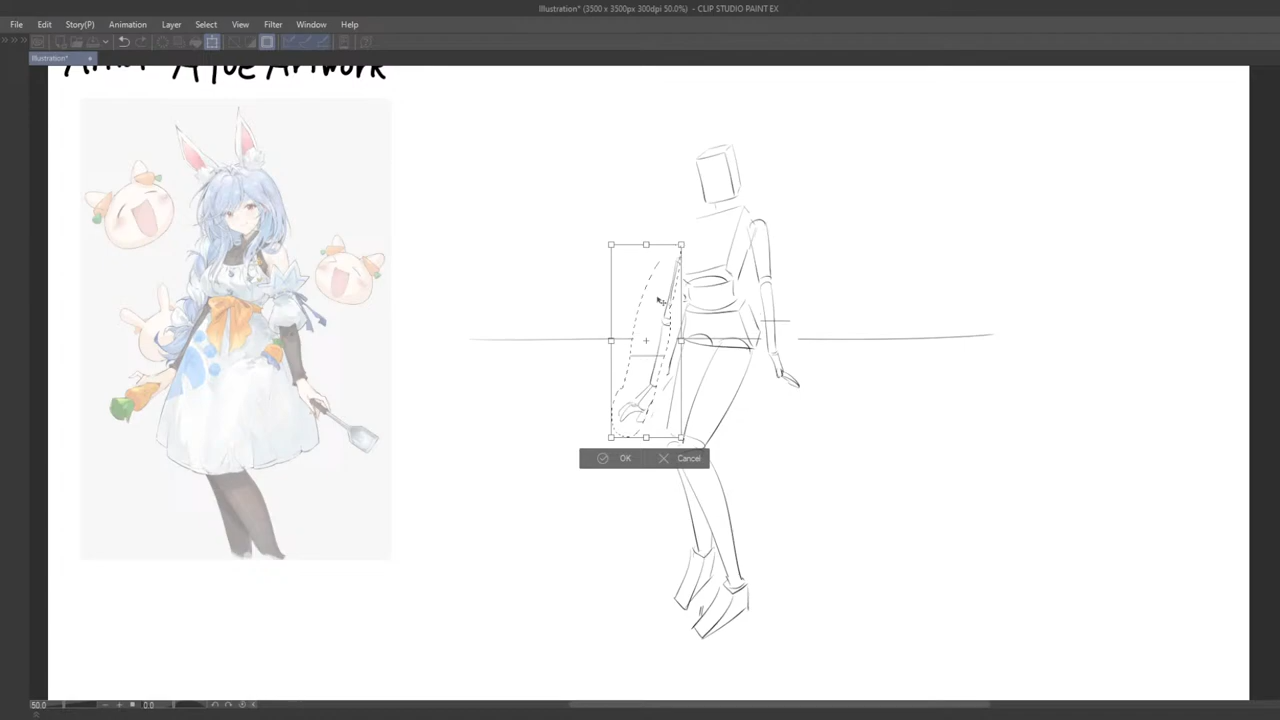 Illustration* (3500 x 3500px 300dpi 50.0%) - CLIP STUDIO PAINT EX
File Edit Story(P) Animation Layer Select View Filter Window Help
Illustration*
Artwork
OK Cancel
50.0 0.0